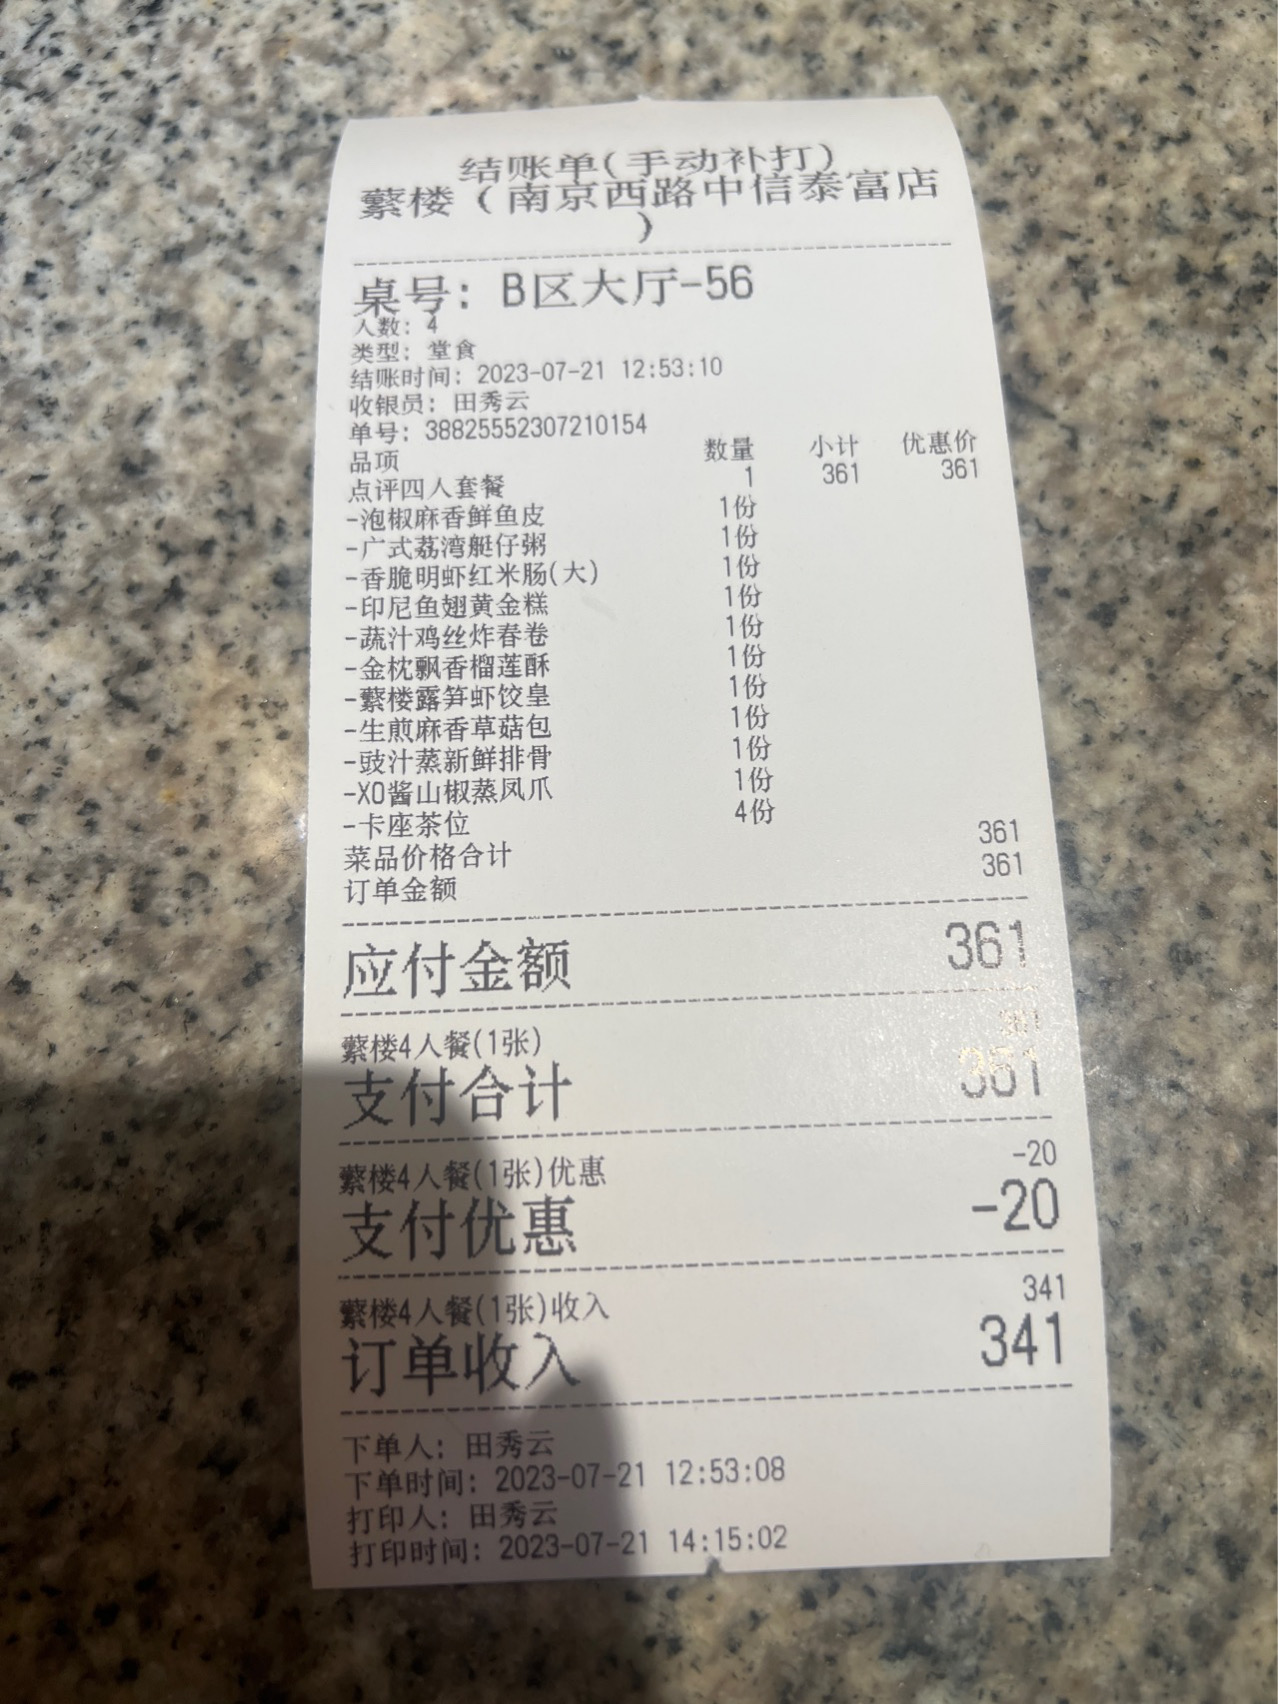 结账单(手动补打)
蘩楼(南京西路中信泰富店
)
桌号: B区大厅-56
人数: 4
类型: 堂食
结账时间: 2023-07-21 12:53:10
收银员: 田秀云
单号: 38825552307210154
品项 数量 小计 优惠价
点评四人套餐 1 361 361
-泡椒麻香鲜鱼皮 1份
-广式荔湾艇仔粥 1份
-香脆明虾红米肠(大) 1份
-印尼鱼翅黄金糕 1份
-蔬汁鸡丝炸春卷 1份
-金枕飘香榴莲酥 1份
-蘩楼露笋虾饺皇 1份
-生煎麻香草菇包 1份
-豉汁蒸新鲜排骨 1份
-XO酱山椒蒸凤爪 1份
-卡座茶位 4份
菜品价格合计 361
订单金额 361
应付金额 361
蘩楼4人餐(1张) 361
支付合计 361
蘩楼4人餐(1张)优惠 -20
支付优惠 -20
蘩楼4人餐(1张)收入 341
订单收入 341
下单人: 田秀云
下单时间: 2023-07-21 12:53:08
打印人: 田秀云
打印时间: 2023-07-21 14:15:02